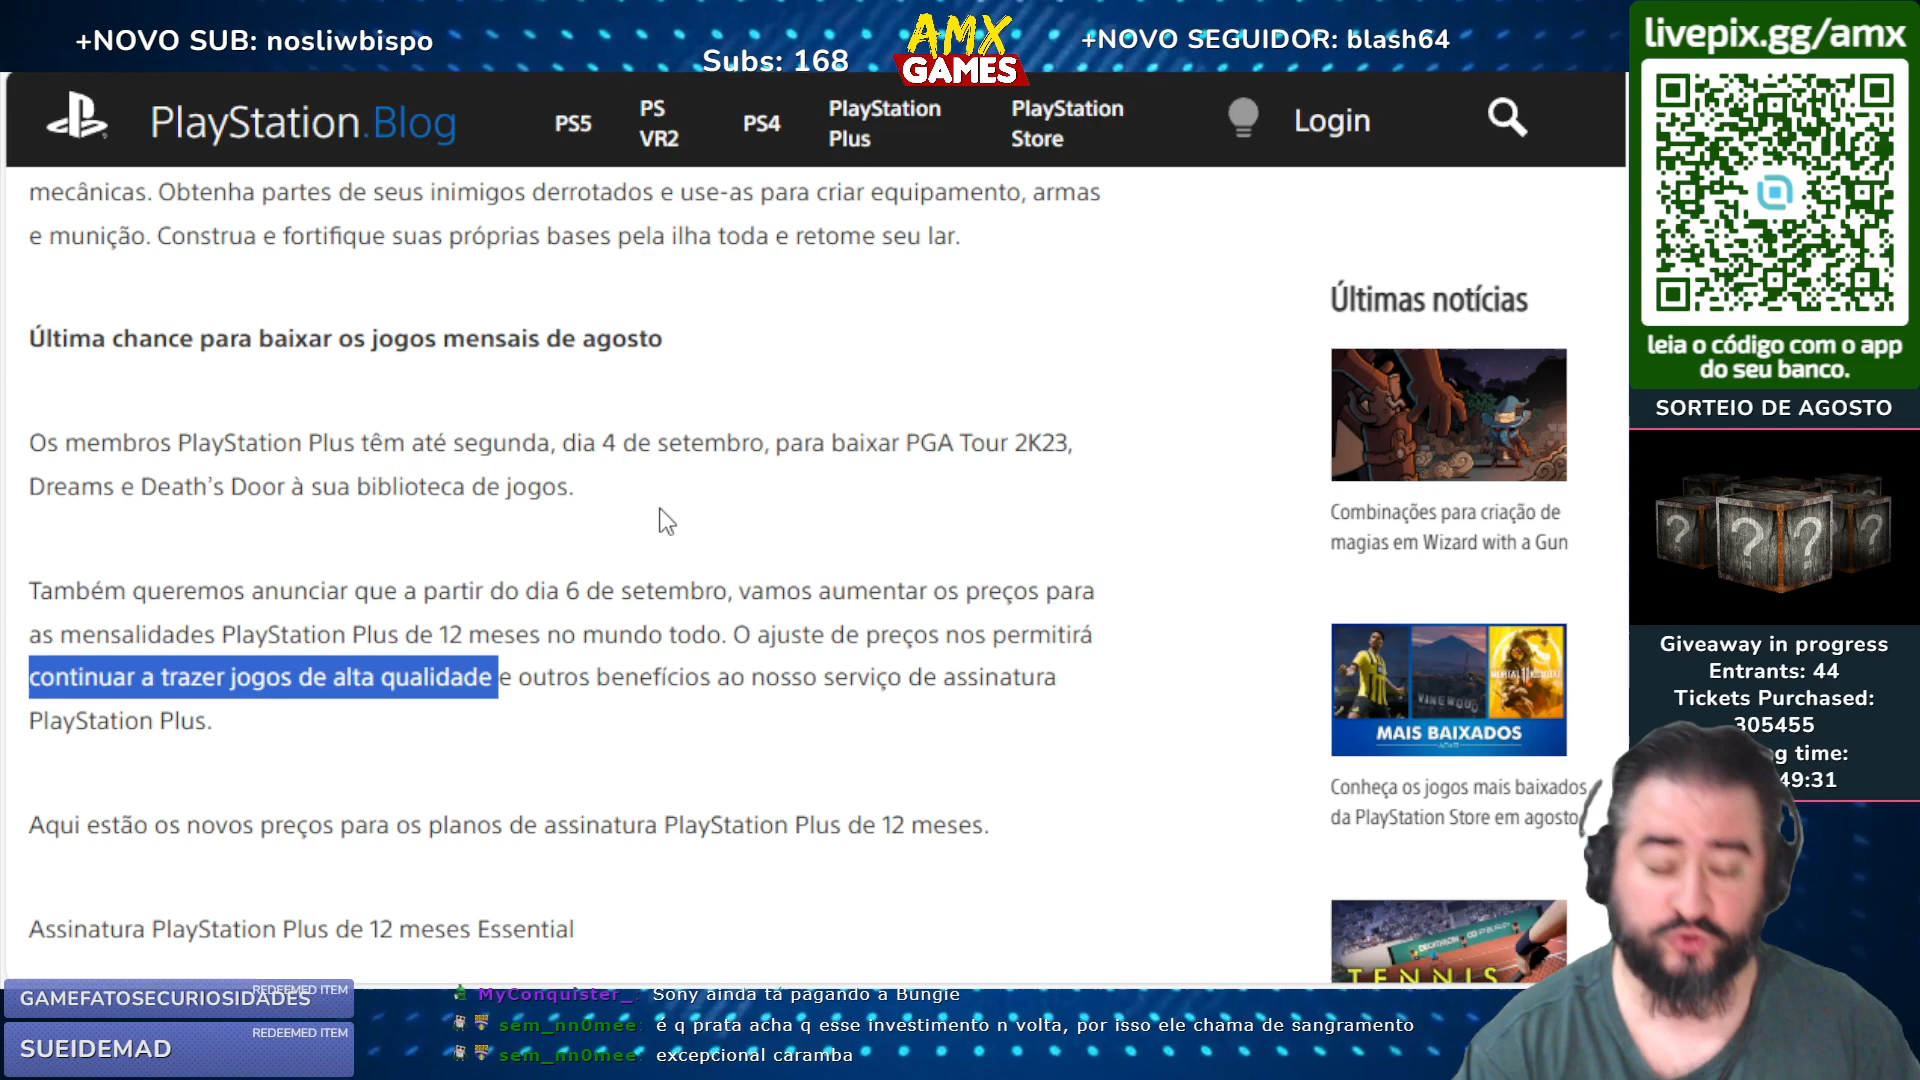 +NOVO SUB: nosliwbispo
Subs: 168
AMX
GAMES
+NOVO SEGUIDOR: blash64
livepix.gg/amx
leia o código com o app
do seu banco.
SORTEIO DE AGOSTO
Giveaway in progress
Entrants: 44
Tickets Purchased:
305455
g time:
49:31
PlayStation.Blog
PS5
PS
VR2
PS4
PlayStation
Plus
PlayStation
Store
Login
mecânicas. Obtenha partes de seus inimigos derrotados e use-as para criar equipamento, armas
e munição. Construa e fortifique suas próprias bases pela ilha toda e retome seu lar.
Última chance para baixar os jogos mensais de agosto
Os membros PlayStation Plus têm até segunda, dia 4 de setembro, para baixar PGA Tour 2K23,
Dreams e Death's Door à sua biblioteca de jogos.
Também queremos anunciar que a partir do dia 6 de setembro, vamos aumentar os preços para
as mensalidades PlayStation Plus de 12 meses no mundo todo. O ajuste de preços nos permitirá
continuar a trazer jogos de alta qualidade e outros benefícios ao nosso serviço de assinatura
PlayStation Plus.
Aqui estão os novos preços para os planos de assinatura PlayStation Plus de 12 meses.
Assinatura PlayStation Plus de 12 meses Essential
Últimas notícias
Combinações para criação de
magias em Wizard with a Gun
VINEWOOD
MAIS BAIXADOS
Conheça os jogos mais baixados
da PlayStation Store em agosto
TENNIS
REDEEMED ITEM
GAMEFATOSECURIOSIDADES
REDEEMED ITEM
SUEIDEMAD
MyConquister_: Sony ainda tá pagando a Bungie
sem_nn0mee: é q prata acha q esse investimento n volta, por isso ele chama de sangramento
sem_nn0mee: excepcional caramba